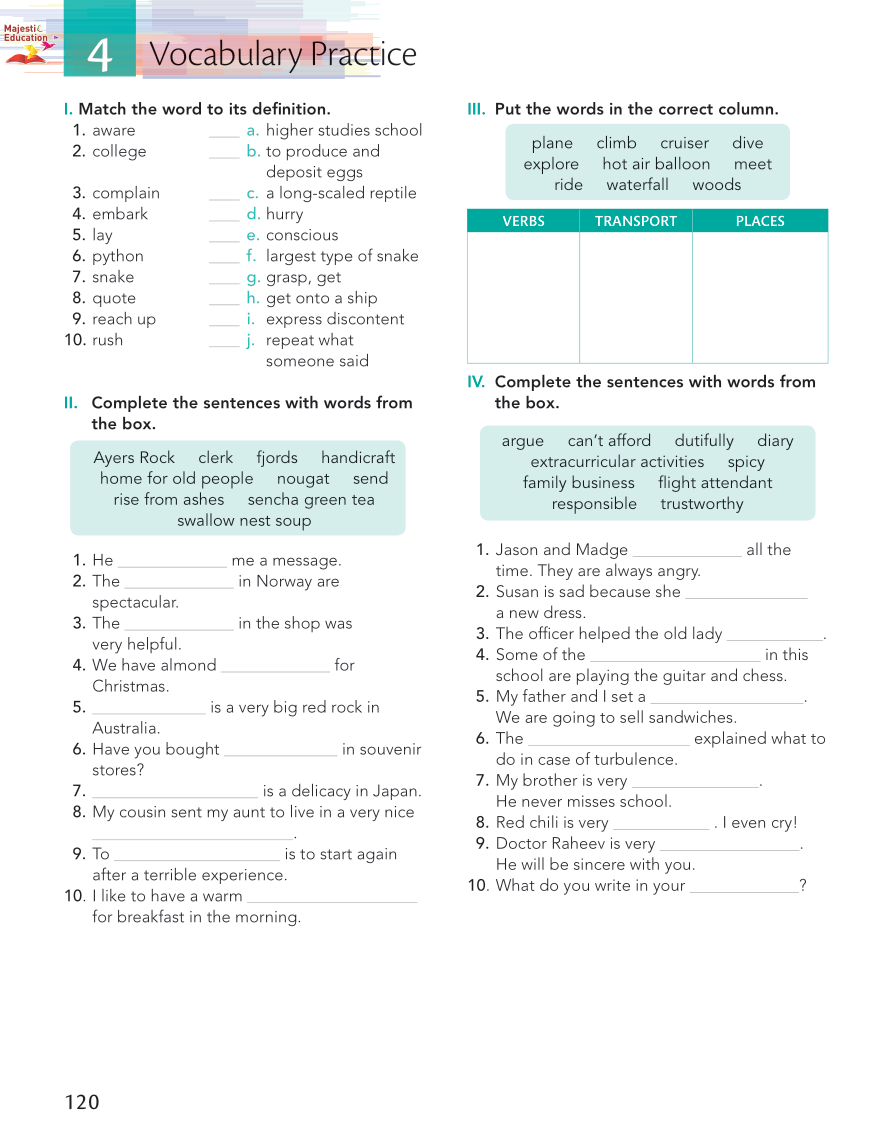 Majestic
Education
4 Vocabulary Practice
I. Match the word to its definition.
1. aware ____ a. higher studies school
2. college ____ b. to produce and
deposit eggs
3. complain ____ c. a long-scaled reptile
4. embark ____ d. hurry
5. lay ____ e. conscious
6. python ____ f. largest type of snake
7. snake ____ g. grasp, get
8. quote ____ h. get onto a ship
9. reach up ____ i. express discontent
10. rush ____ j. repeat what
someone said
II. Complete the sentences with words from
the box.
Ayers Rock clerk fjords handicraft
home for old people nougat send
rise from ashes sencha green tea
swallow nest soup
1. He ____________ me a message.
2. The ____________ in Norway are
spectacular.
3. The ____________ in the shop was
very helpful.
4. We have almond ____________ for
Christmas.
5. ____________ is a very big red rock in
Australia.
6. Have you bought ____________ in souvenir
stores?
7. __________________ is a delicacy in Japan.
8. My cousin sent my aunt to live in a very nice
______________________.
9. To __________________ is to start again
after a terrible experience.
10. I like to have a warm __________________
for breakfast in the morning.
III. Put the words in the correct column.
plane climb cruiser dive
explore hot air balloon meet
ride waterfall woods
VERBS TRANSPORT PLACES
IV. Complete the sentences with words from
the box.
argue can't afford dutifully diary
extracurricular activities spicy
family business flight attendant
responsible trustworthy
1. Jason and Madge ____________ all the
time. They are always angry.
2. Susan is sad because she _____________
a new dress.
3. The officer helped the old lady __________.
4. Some of the __________________ in this
school are playing the guitar and chess.
5. My father and I set a ________________.
We are going to sell sandwiches.
6. The _________________ explained what to
do in case of turbulence.
7. My brother is very _____________.
He never misses school.
8. Red chili is very __________ . I even cry!
9. Doctor Raheev is very _______________.
He will be sincere with you.
10. What do you write in your ____________?
120